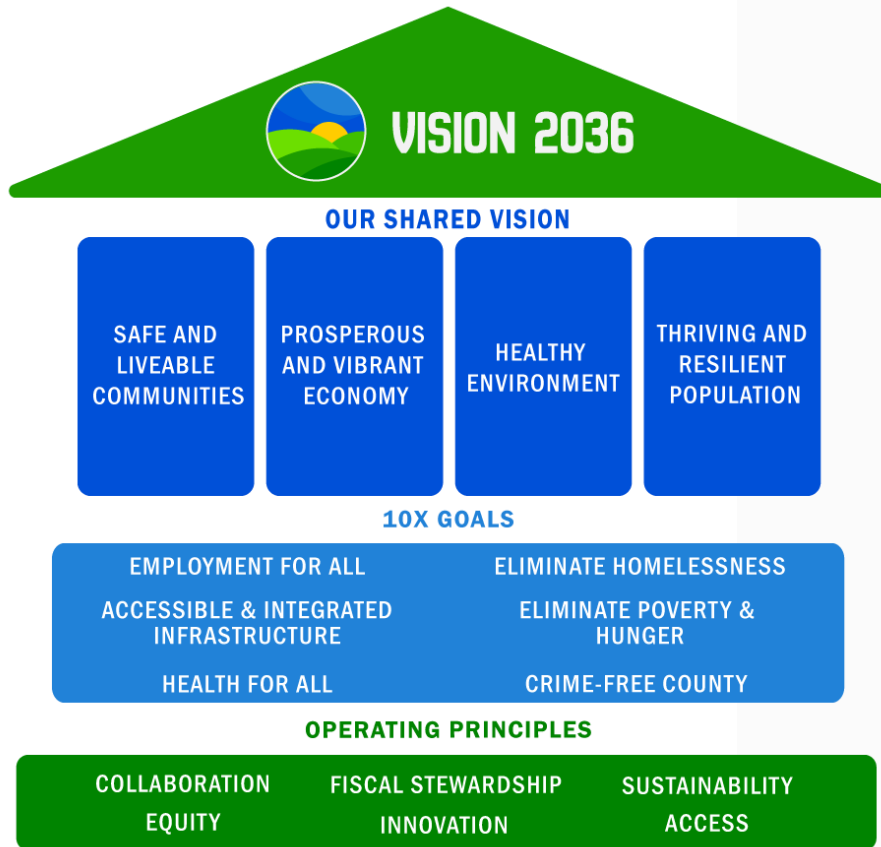 VISION 2036
OUR SHARED VISION
SAFE AND
LIVEABLE
COMMUNITIES
PROSPEROUS
AND VIBRANT
ECONOMY
HEALTHY
ENVIRONMENT
THRIVING AND
RESILIENT
POPULATION
10X GOALS
EMPLOYMENT FOR ALL
ACCESSIBLE & INTEGRATED
INFRASTRUCTURE
HEALTH FOR ALL
ELIMINATE HOMELESSNESS
ELIMINATE POVERTY &
HUNGER
CRIME-FREE COUNTY
OPERATING PRINCIPLES
COLLABORATION
EQUITY
FISCAL STEWARDSHIP
INNOVATION
SUSTAINABILITY
ACCESS